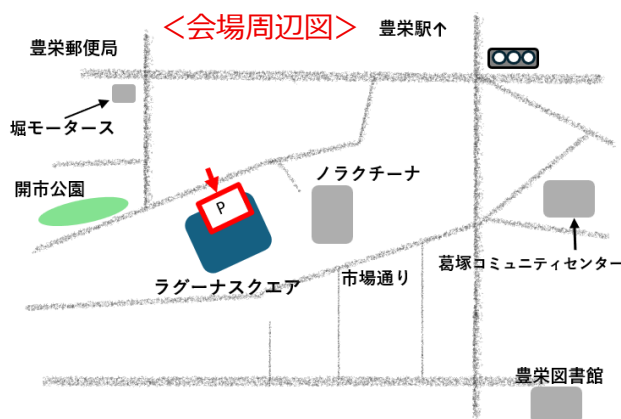 ＜会場周辺図＞
豊栄駅↑
豊栄郵便局
堀モータース
ノラクチーナ
開市公園
P
葛塚コミュニティセンター
市場通り
ラグーナスクエア
豊栄図書館